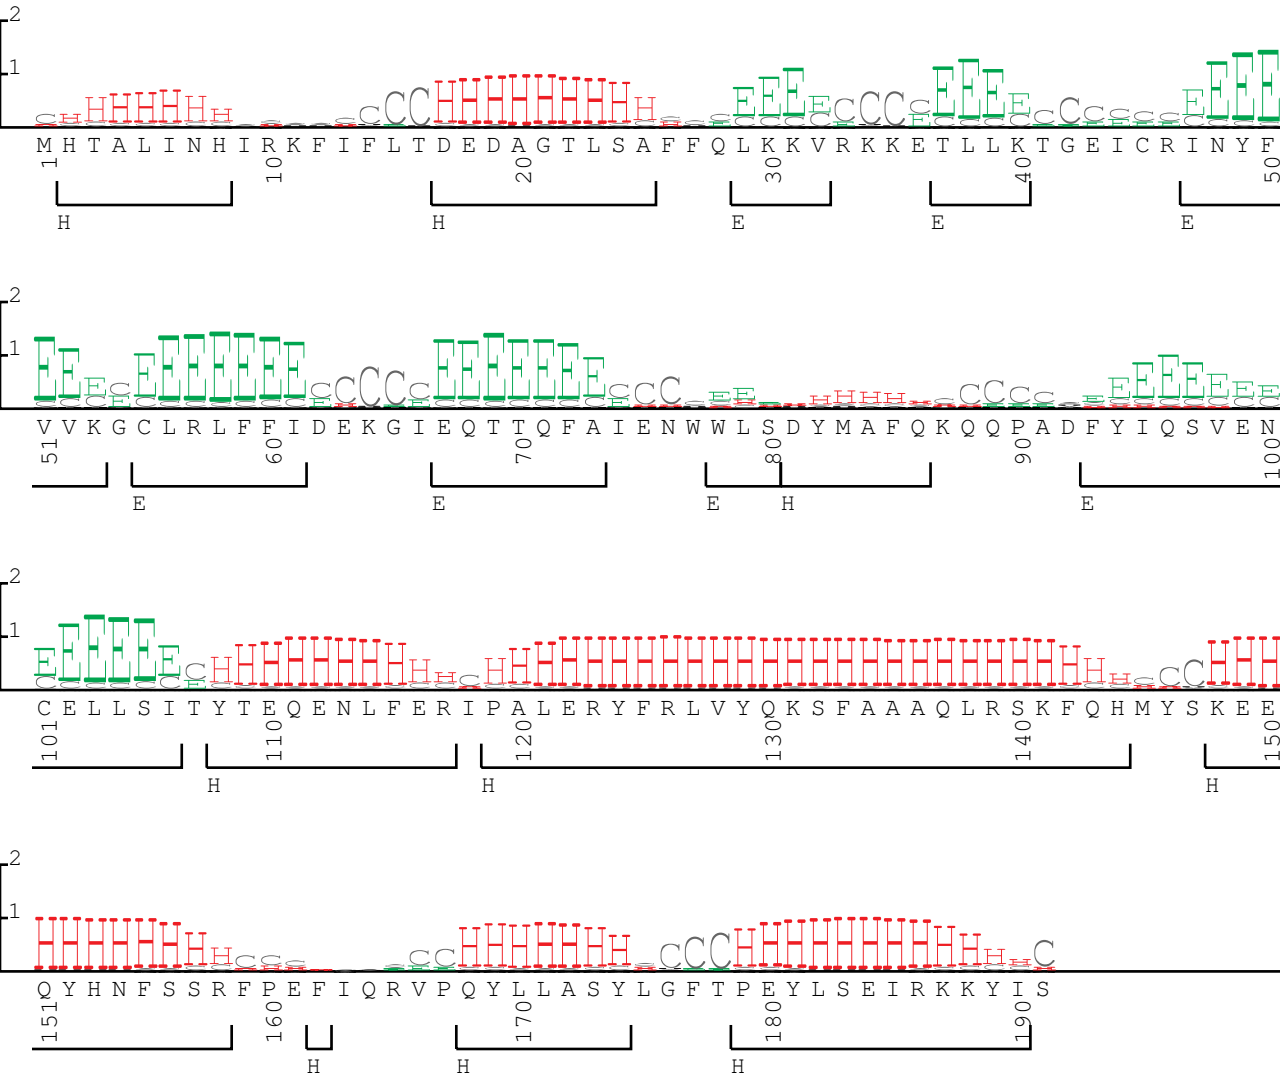 2
1
M H T A L I N H I R K F I F L T D E D A G T L S A F F Q L K K V R K K E T L L K T G E I C R I N Y F
1 10 20 30 40 50
H H E E E
2
1
V V K G C L R L F F I D E K G I E Q T T Q F A I E N W W L S D Y M A F Q K Q Q P A D F Y I Q S V E N
51 60 70 80 90 100
E E E H E
2
1
C E L L S I T Y T E Q E N L F E R I P A L E R Y F R L V Y Q K S F A A A Q L R S K F Q H M Y S K E E
101 110 120 130 140 150
H H H
2
1
Q Y H N F S S R F P E F I Q R V P Q Y L L A S Y L G F T P E Y L S E I R K K Y I S
151 160 170 180 190
H H H